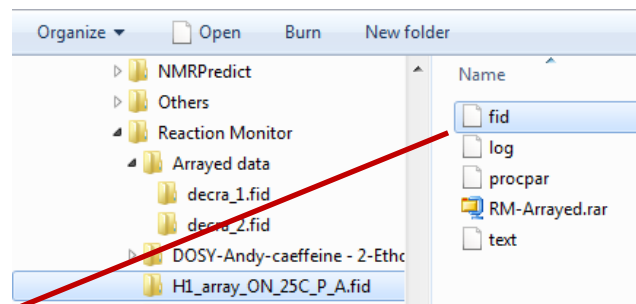 Organize Open Burn New folder
NMRPredict
Others
Reaction Monitor
Arrayed data
decra_1.fid
decra_2.fid
DOSY-Andy-caeffeine - 2-Etho
H1_array_ON_25C_P_A.fid
Name
fid
log
procpar
RM-Arrayed.rar
text